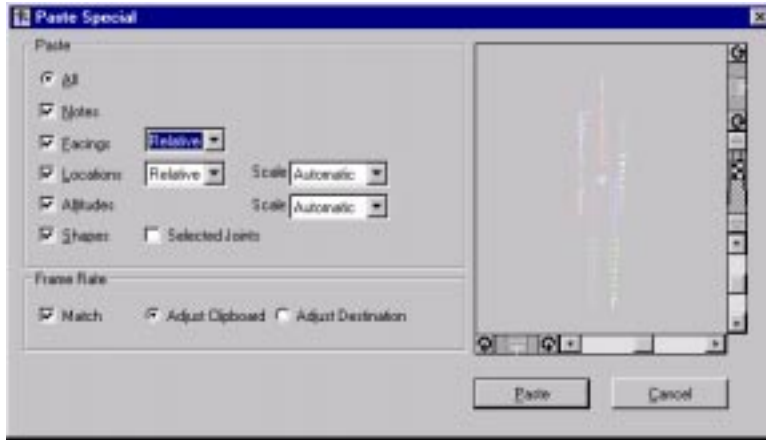 Paste Special
Paste
All
Notes
Facings Relative
Locations Relative Scale Automatic
Altitudes Scale Automatic
Shapes Selected Joints
Frame Rate
Match Adjust Clipboard Adjust Destination
Paste Cancel